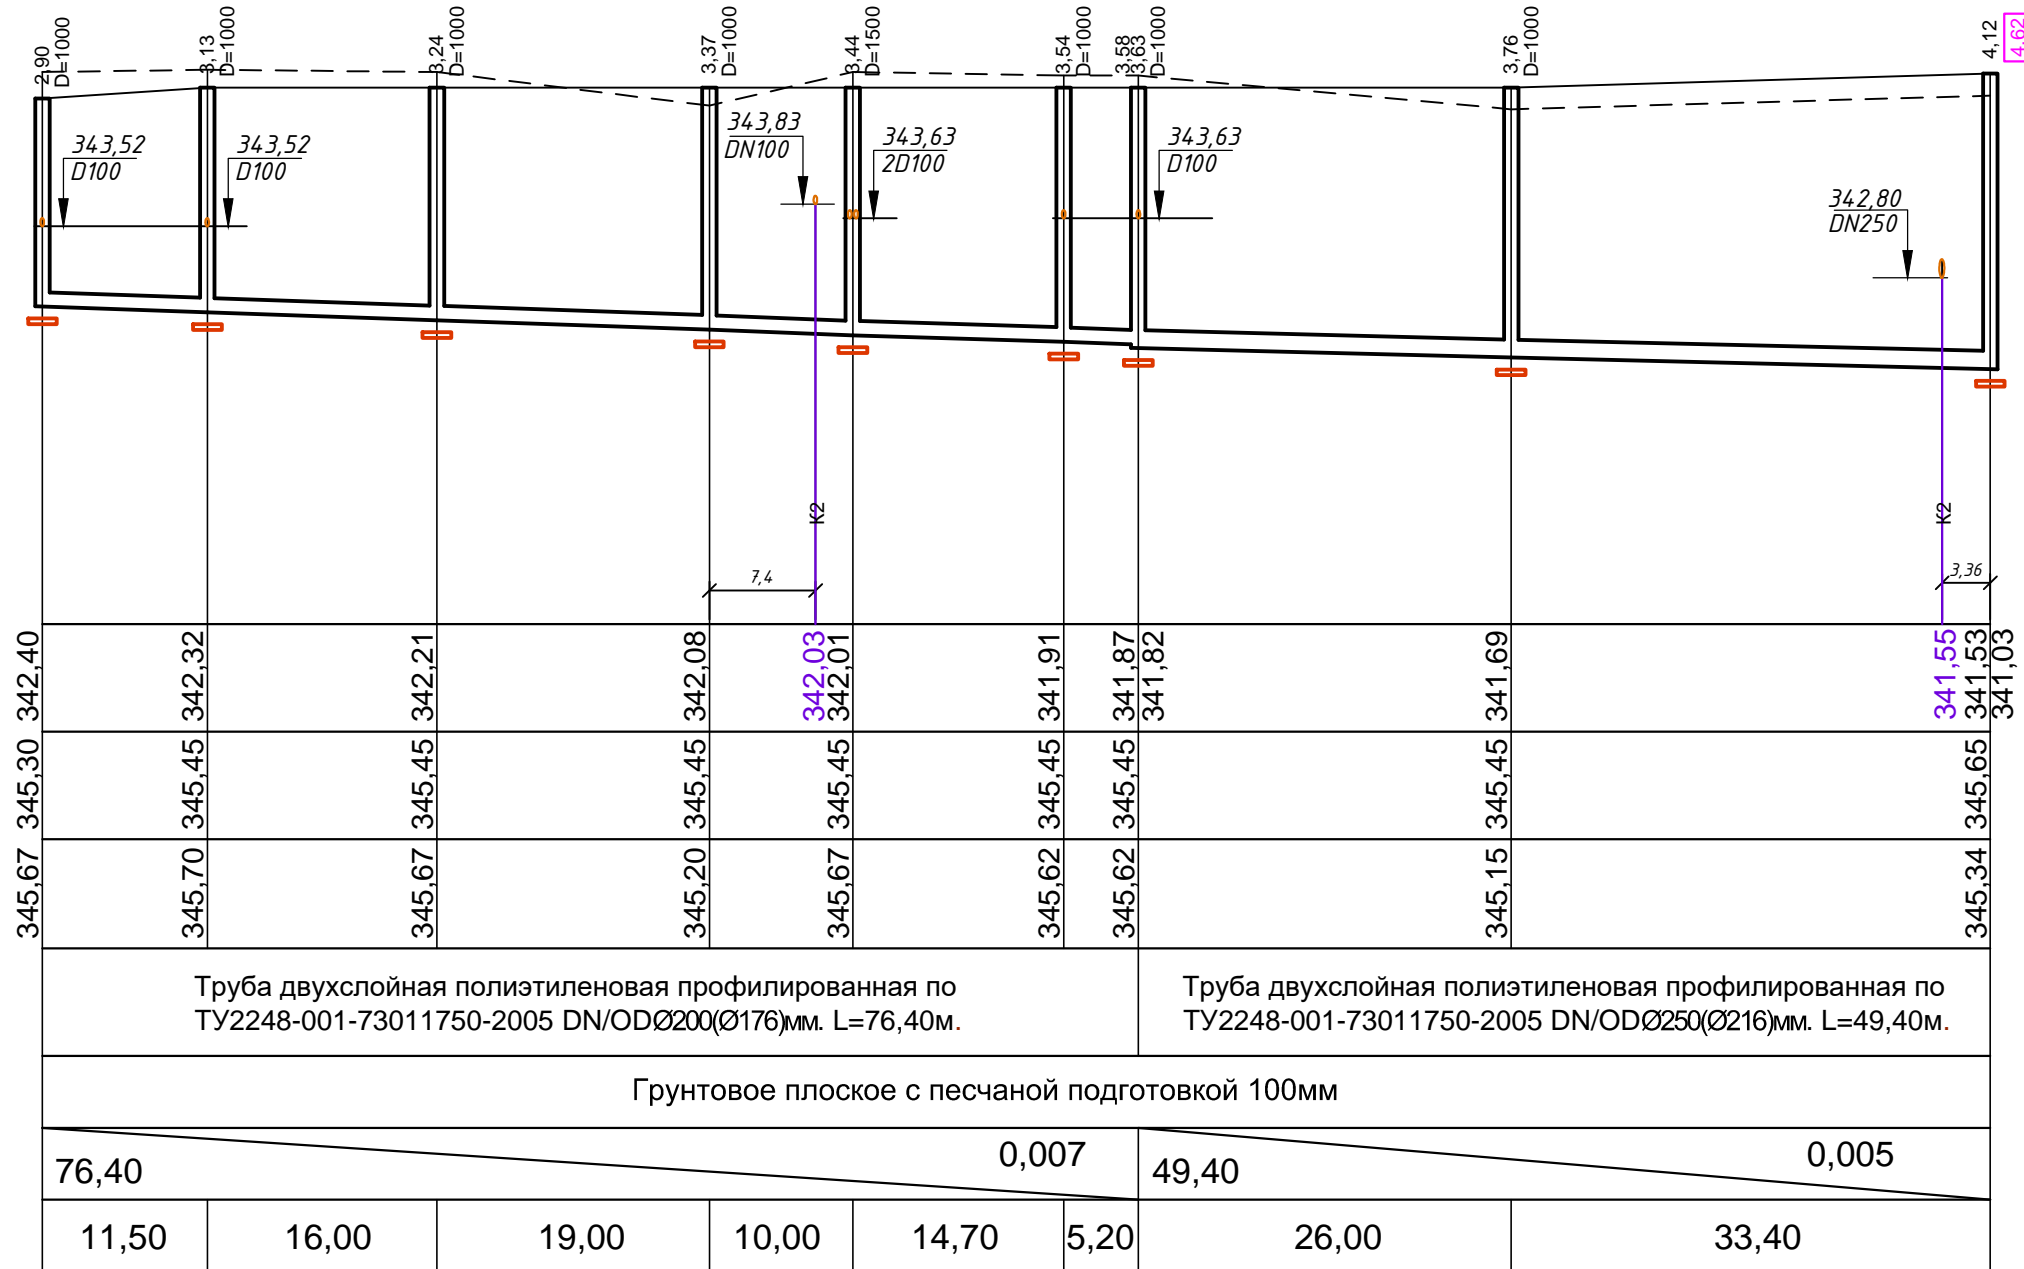 2,90
D=1000
3,13
D=1000
3,24
D=1000
3,37
D=1000
3,44
D=1500
3,54
D=1000
3,58
3,63
D=1000
3,76
D=1000
4,12
4.62
343,52
D100
343,52
D100
343,83
DN100
343,63
2D100
343,63
D100
342,80
DN250
К2
К2
7,4
3,36
342,40
342,32
342,21
342,08
342,03
342,01
341,91
341,87
341,82
341,69
341,55
341,53
341,03
345,30
345,45
345,45
345,45
345,45
345,45
345,45
345,45
345,65
345,67
345,70
345,67
345,20
345,67
345,62
345,62
345,15
345,34
Труба двухслойная полиэтиленовая профилированная по
ТУ2248-001-73011750-2005 DN/ODØ200(Ø176)мм. L=76,40м.
Труба двухслойная полиэтиленовая профилированная по
ТУ2248-001-73011750-2005 DN/ODØ250(Ø216)мм. L=49,40м.
Грунтовое плоское с песчаной подготовкой 100мм
76,40
0,007
49,40
0,005
11,50
16,00
19,00
10,00
14,70
5,20
26,00
33,40